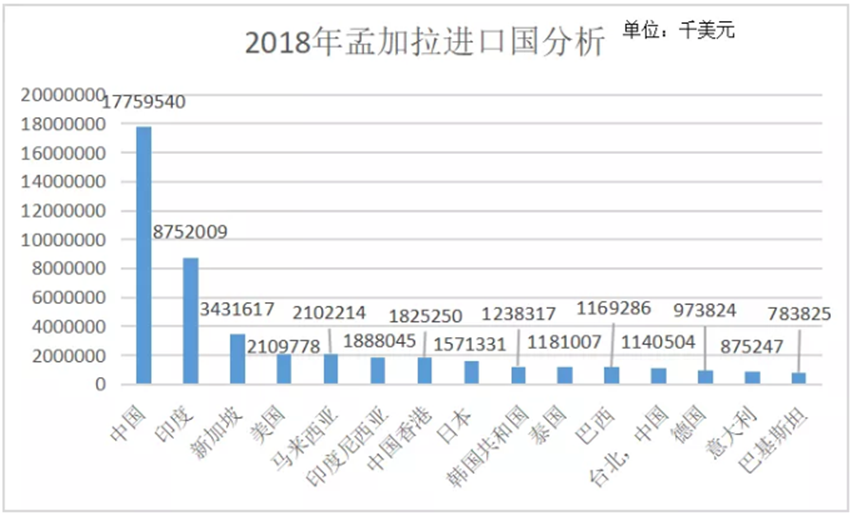 2018年孟加拉进口国分析
单位：千美元
20000000
18000000
16000000
14000000
12000000
10000000
8000000
6000000
4000000
2000000
0
17759540
8752009
3431617
2109778
2102214
1888045
1825250
1571331
1238317
1181007
1169286
1140504
973824
875247
783825
中国
印度
新加坡
美国
马来西亚
印度尼西亚
中国香港
日本
韩国共和国
泰国
巴西
台北，中国
德国
意大利
巴基斯坦